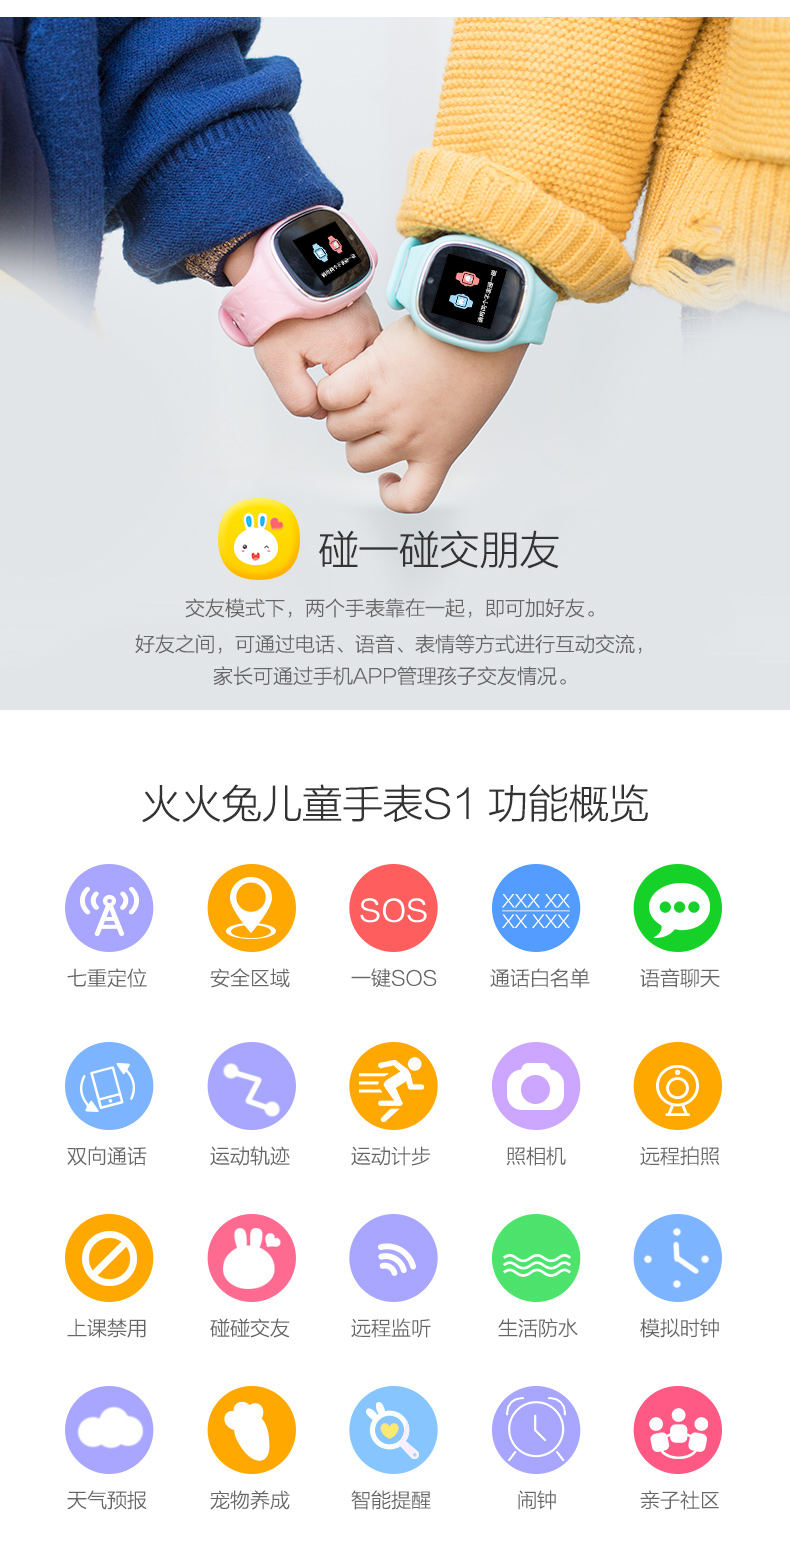 碰一碰交朋友
交友模式下，两个手表靠在一起，即可加好友。
好友之间，可通过电话、语音、表情等方式进行互动交流，
家长可通过手机APP管理孩子交友情况。
火火兔儿童手表S1 功能概览
SOS
XXX XX
XX XXX
七重定位 安全区域 一键SOS 通话白名单 语音聊天
双向通话 运动轨迹 运动计步 照相机 远程拍照
上课禁用 碰碰交友 远程监听 生活防水 模拟时钟
天气预报 宠物养成 智能提醒 闹钟 亲子社区